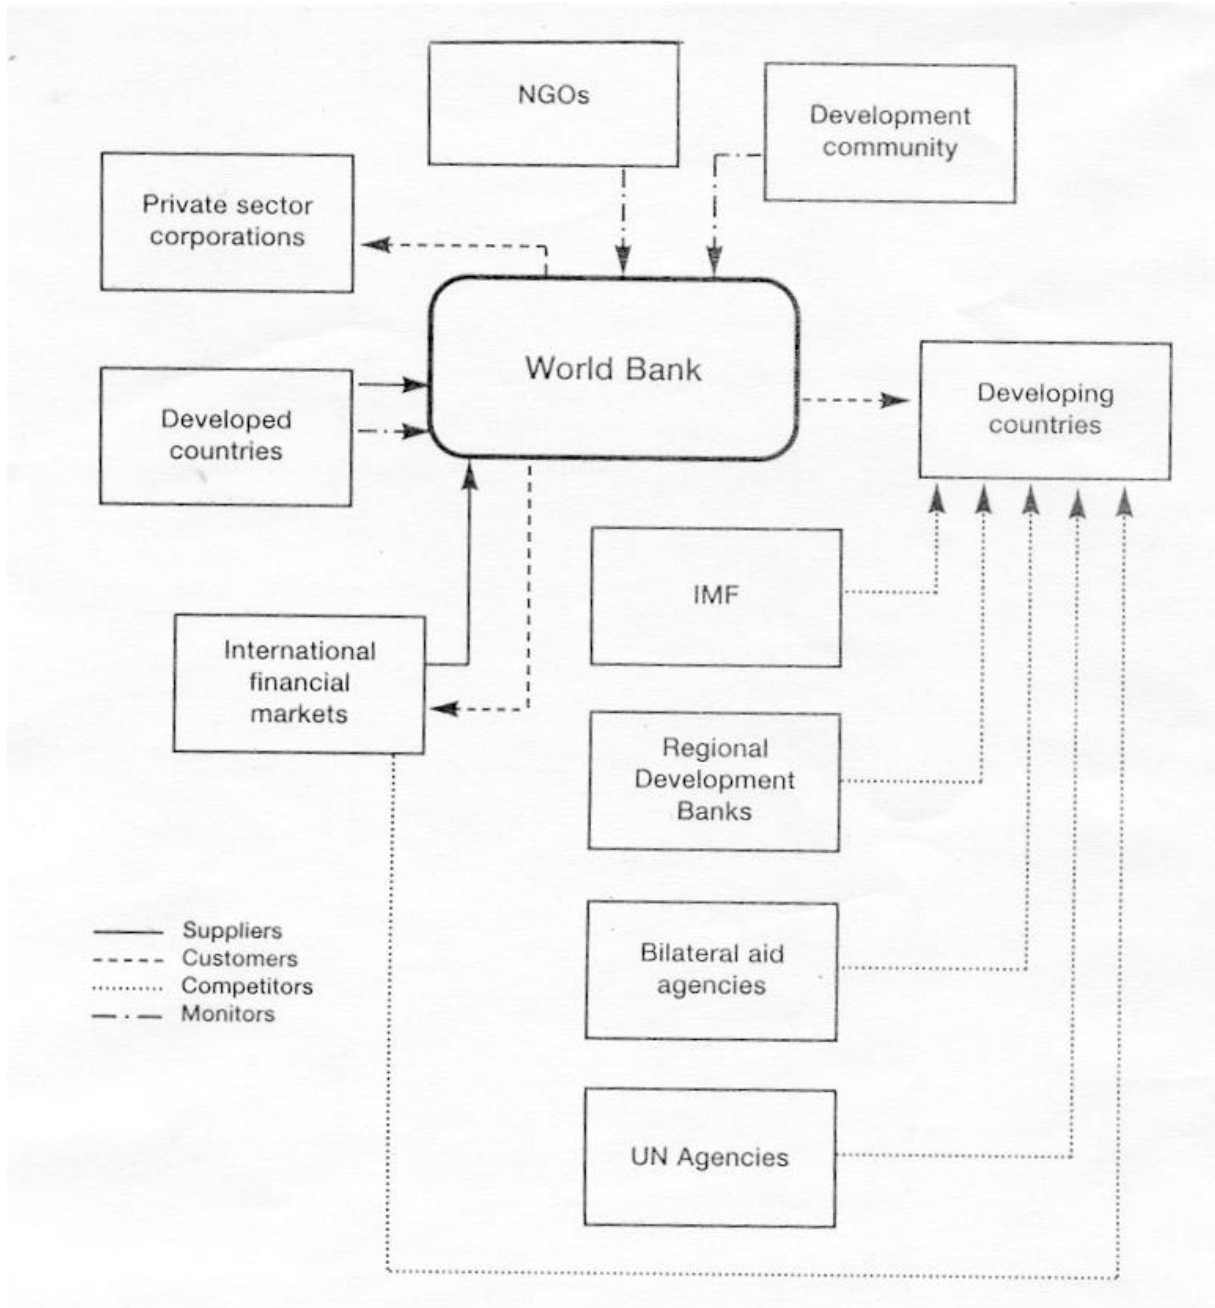 NGOs
Development
community
Private sector
corporations
World Bank
Developing
countries
Developed
countries
IMF
International
financial
markets
Regional
Development
Banks
Suppliers
Customers
Competitors
Monitors
Bilateral aid
agencies
UN Agencies